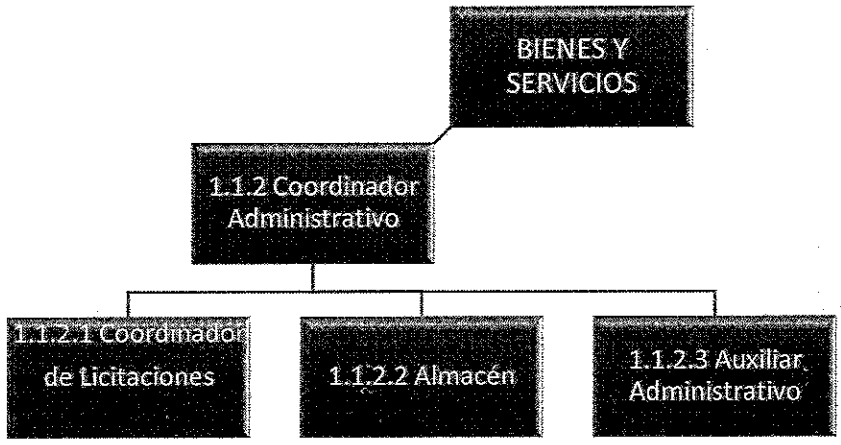 BIENES Y
SERVICIOS
1.1.2 Coordinador
Administrativo
1.1.2.1 Coordinador
de Licitaciones
1.1.2.2 Almacén
1.1.2.3 Auxiliar
Administrativo